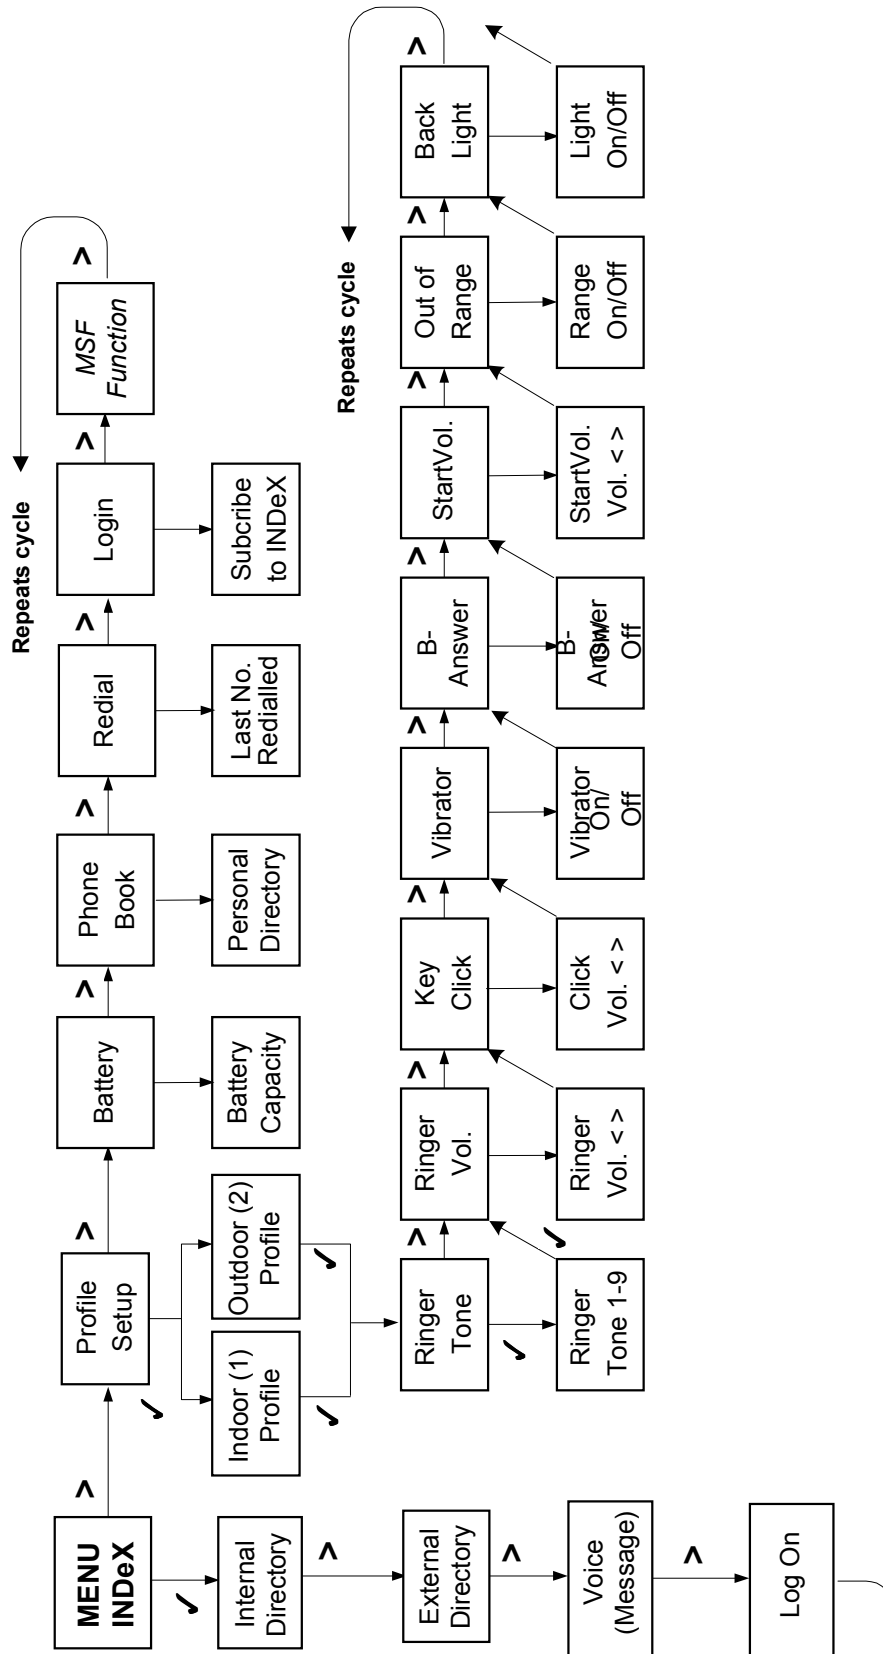 MENU
INDeX
>
Profile
Setup
>
Battery
>
Phone
Book
>
Redial
>
Login
>
MSF
Function
>
Repeats cycle
Internal
Directory
>
External
Directory
>
Voice
(Message)
>
Log On
Indoor (1)
Profile
Outdoor (2)
Profile
Battery
Capacity
Personal
Directory
Last No.
Redialled
Subcribe
to INDeX
Ringer
Tone
>
Ringer
Vol.
>
Key
Click
>
Vibrator
>
B-
Answer
>
StartVol.
>
Out of
Range
>
Back
Light
>
Repeats cycle
Ringer
Tone 1-9
Ringer
Vol. < >
Click
Vol. < >
Vibrator
On/
Off
B-
Answer
On/
Off
StartVol.
Vol. < >
Range
On/Off
Light
On/Off